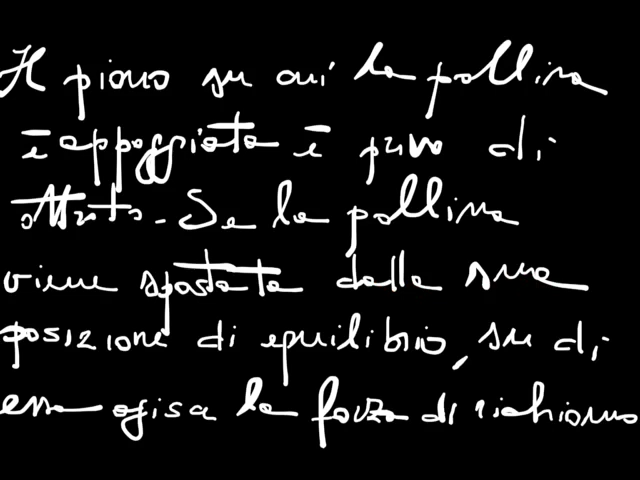 Il piano su cui la pallina
è appoggiata è privo di
attrito. Se la pallina
viene spostata dalla sua
posizione di equilibrio, su di
essa agisa la forza di richiamo